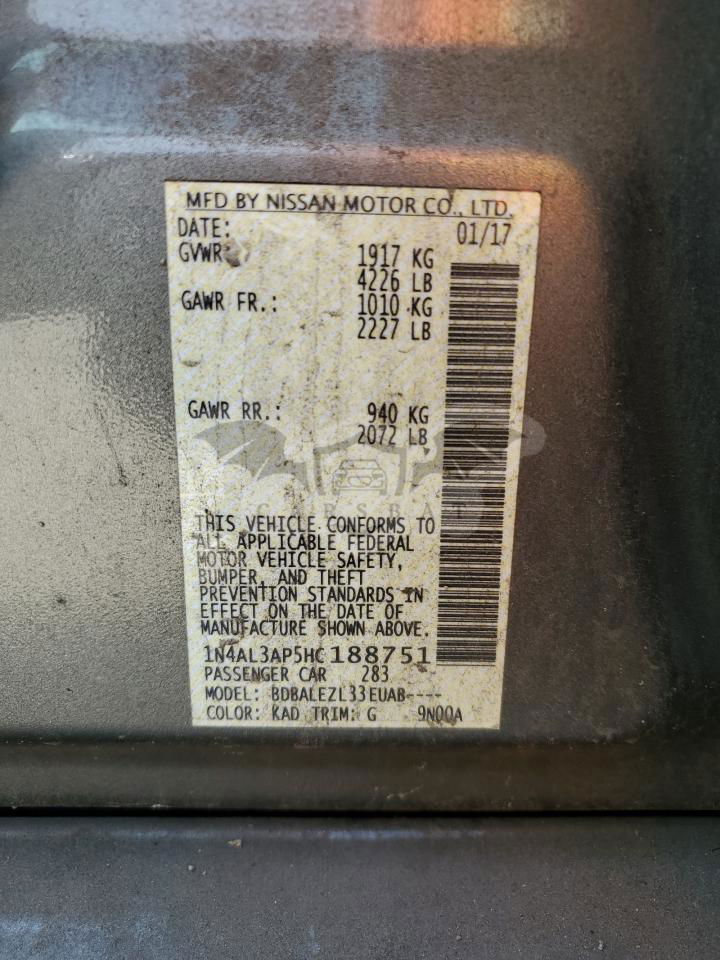 MFD BY NISSAN MOTOR CO., LTD.
DATE: 01/17
GVWR: 1917 KG
4226 LB
GAWR FR.: 1010 KG
2227 LB
GAWR RR.: 940 KG
2072 LB
CARSBAT
THIS VEHICLE CONFORMS TO
ALL APPLICABLE FEDERAL
MOTOR VEHICLE SAFETY,
BUMPER, AND THEFT
PREVENTION STANDARDS IN
EFFECT ON THE DATE OF
MANUFACTURE SHOWN ABOVE.
1N4AL3AP5HC188751
PASSENGER CAR 283
MODEL: BDBALEZL33EUAB----
COLOR: KAD TRIM: G 9N00A